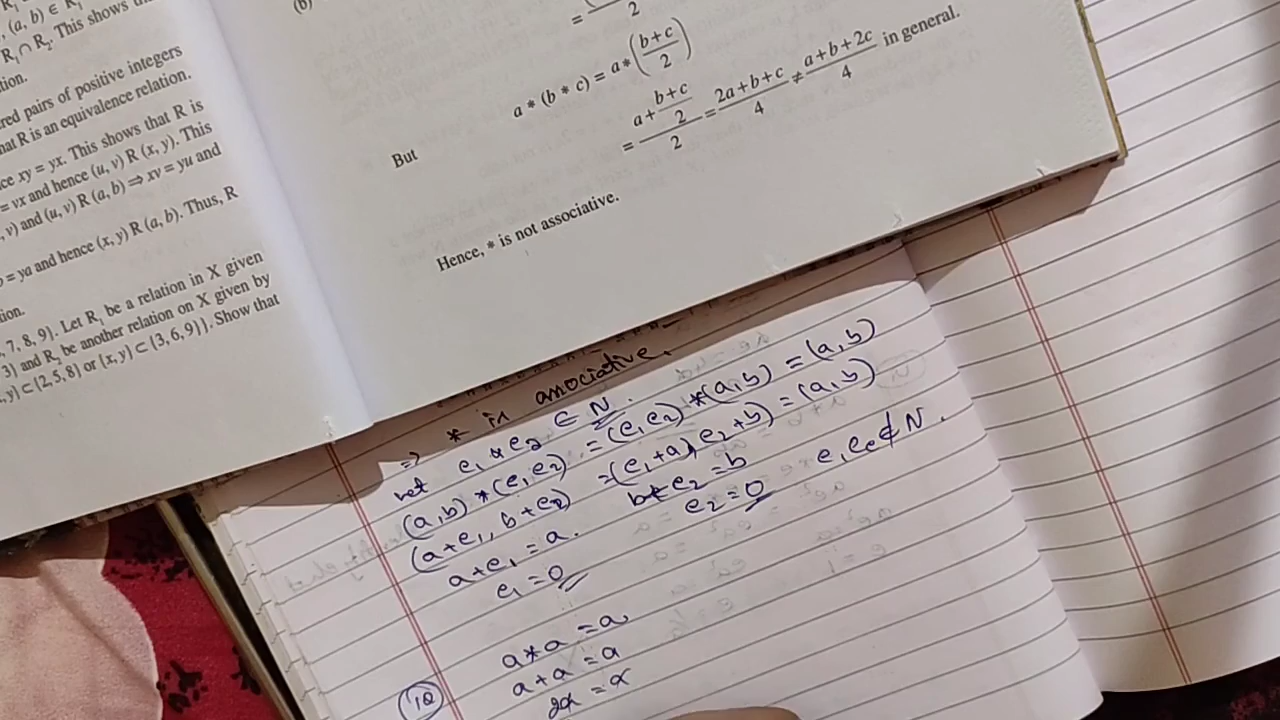 , (a, b) ∈ R₁
R₁ ∩ R₂. This shows
tion.
red pairs of positive integers
hat R is an equivalence relation.
ce xy = yx. This shows that R is
= vx and hence (u, v) R (x, y). This
, v) and (u, v) R (a, b) ⇒ xv = yu and
b = ya and hence (x, y) R (a, b). Thus, R
tion.
, 7, 8, 9}. Let R₁ be a relation in X given
3} and R₂ be another relation on X given by
, y} ⊂ {2, 5, 8} or {x, y} ⊂ {3, 6, 9}}. Show that
(b)
= 2
But a * (b * c) = a * ((b + c)/2)
= (a + (b + c)/2)/2 = (2a + b + c)/4 ≠ (a + b + 2c)/4 in general.
Hence, * is not associative.
⇒ * is associative.
let e₁ & e₂ ∈ N.
(a, b) * (e₁ e₂) = (e₁ e₂) * (a, b) = (a, b)
(a+e₁, b+e₂) = (e₁+a, e₂+b) = (a, b)
a+e₁ = a. b+e₂ = b
e₁ = 0 e₂ = 0 e₁ e₂ ∉ N.
a * a = a,
a + a = a
2a = a